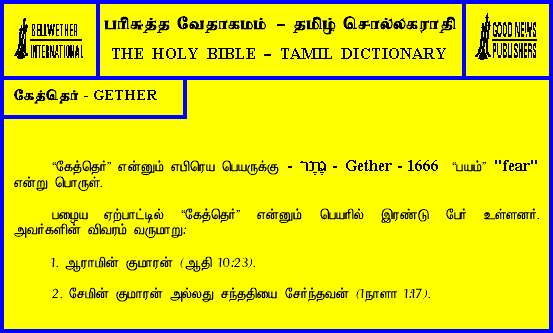 BELLWETHER
INTERNATIONAL
பரிசுத்த வேதாகமம் – தமிழ் சொல்லகராதி
THE HOLY BIBLE – TAMIL DICTIONARY
GOOD NEWS
PUBLISHERS
கேத்தெர் - GETHER
“கேத்தெர்” என்னும் எபிரெய பெயருக்கு - גֶּתֶר - Gether - 1666 “பயம்” "fear"
என்று பொருள்.
பழைய ஏற்பாட்டில் “கேத்தெர்” என்னும் பெயரில் இரண்டு பேர் உள்ளனர்.
அவர்களின் விவரம் வருமாறு:
1. ஆராமின் குமாரன் (ஆதி 10:23).
2. சேமின் குமாரன் அல்லது சந்ததியை சேர்ந்தவன் (1நாளா 1:17).